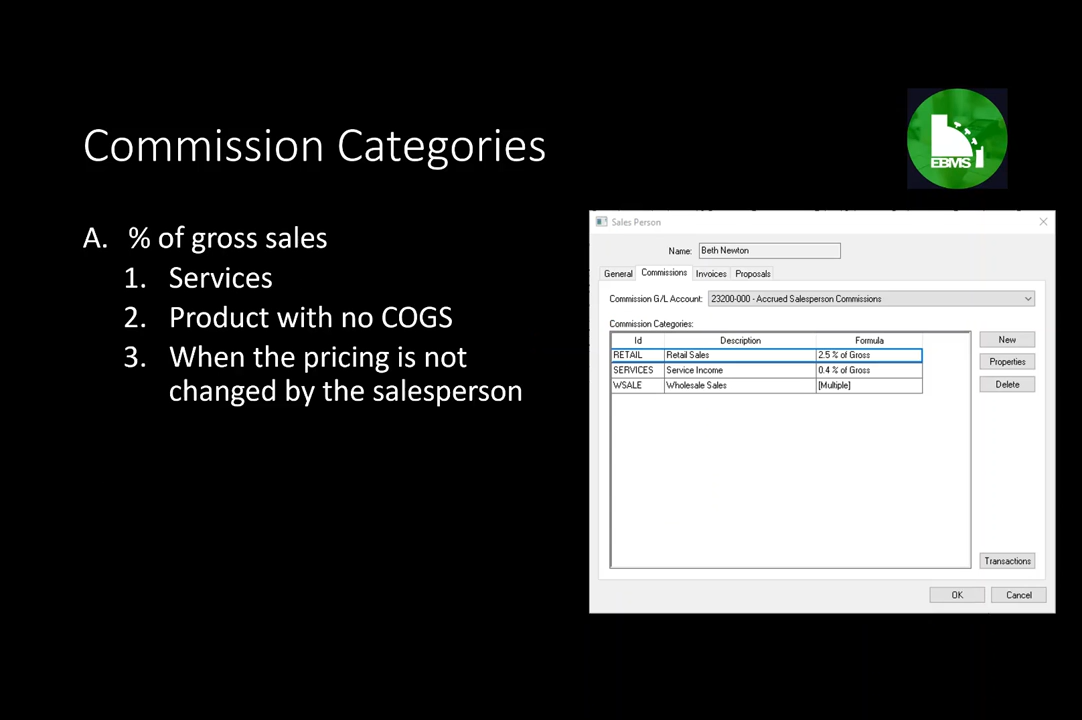 Commission Categories
EBMS
A. % of gross sales
1. Services
2. Product with no COGS
3. When the pricing is not
changed by the salesperson
Sales Person
Name: Beth Newton
General Commissions Invoices Proposals
Commission G/L Account: 23200-000 - Accrued Salesperson Commissions
Commission Categories:
Id Description Formula
RETAIL Retail Sales 2.5 % of Gross
SERVICES Service Income 0.4 % of Gross
WSALE Wholesale Sales [Multiple]
New
Properties
Delete
Transactions
OK Cancel